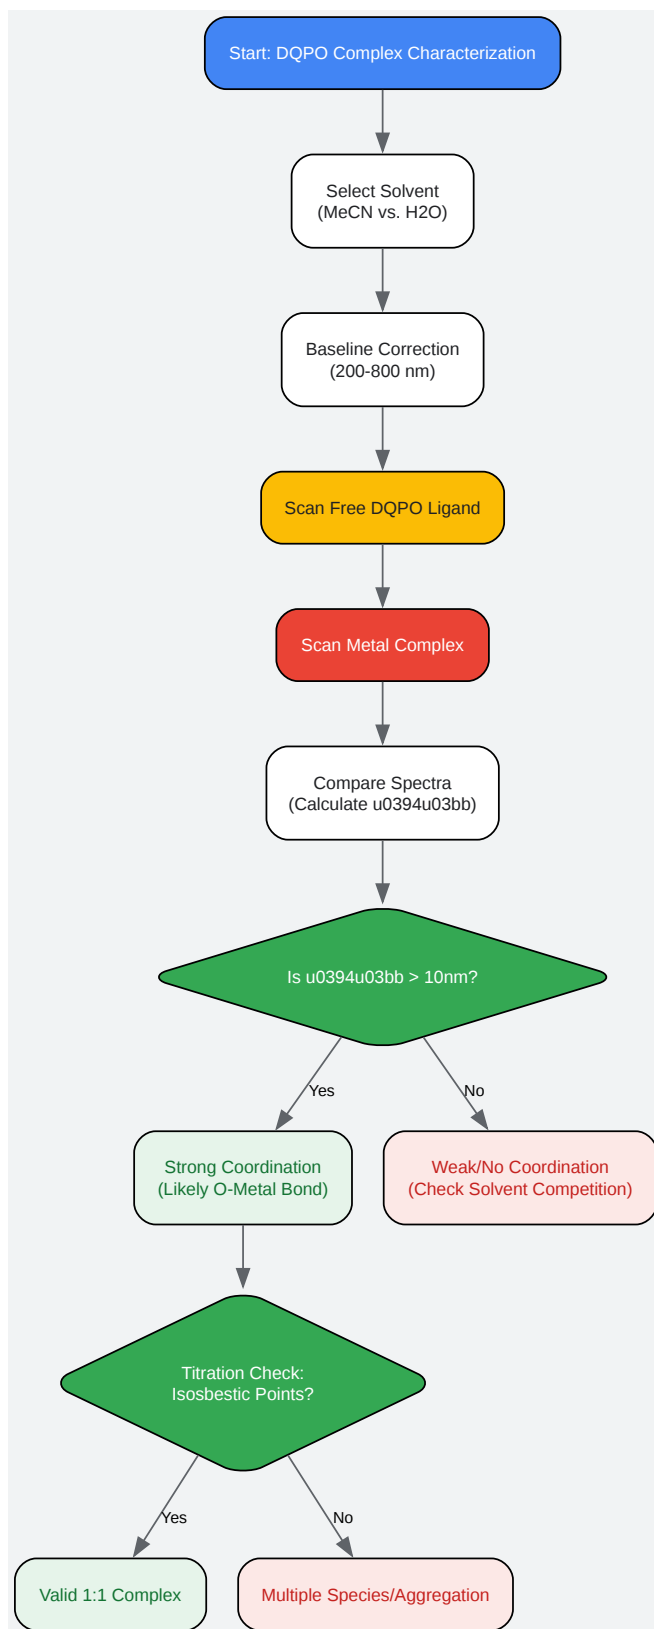 Start: DQPO Complex Characterization
Select Solvent
(MeCN vs. H2O)
Baseline Correction
(200-800 nm)
Scan Free DQPO Ligand
Scan Metal Complex
Compare Spectra
(Calculate u0394u03bb)
Is u0394u03bb > 10nm?
Yes
No
Strong Coordination
(Likely O-Metal Bond)
Weak/No Coordination
(Check Solvent Competition)
Titration Check:
Isosbestic Points?
Yes
No
Valid 1:1 Complex
Multiple Species/Aggregation